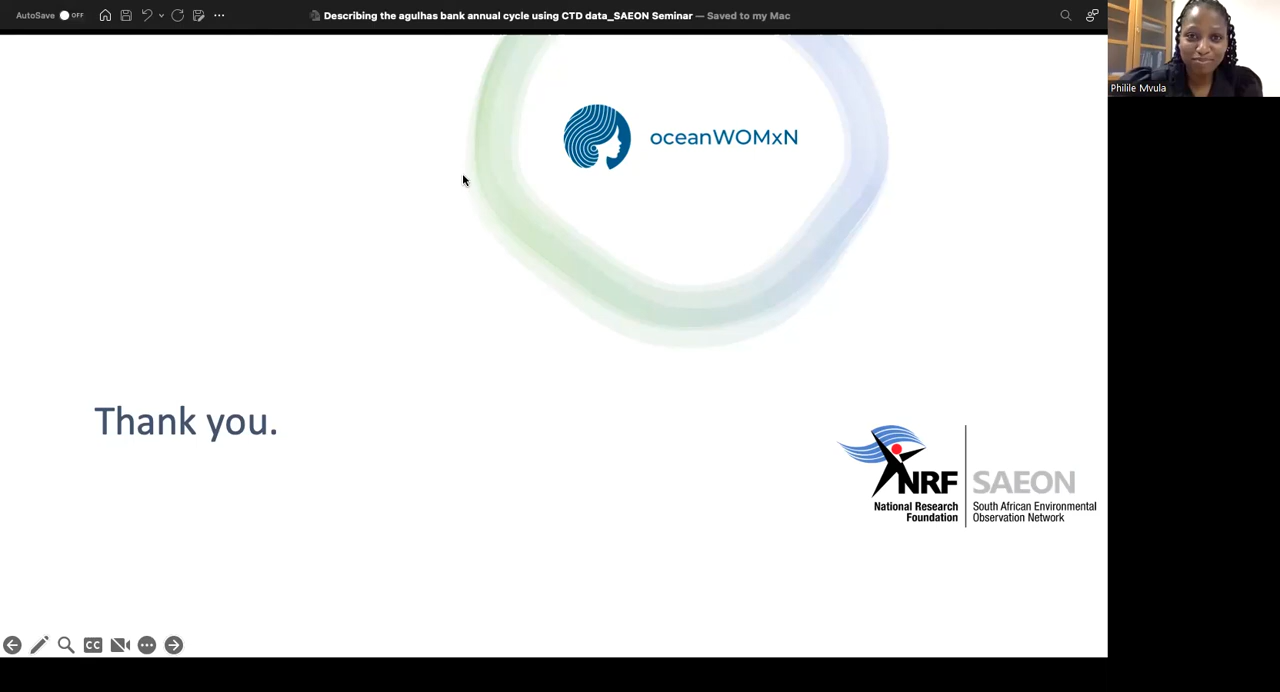 AutoSave OFF
Describing the agulhas bank annual cycle using CTD data_SAEON Seminar — Saved to my Mac
Philile Mvula
oceanWOMxN
Thank you.
NRF
National Research
Foundation
SAEON
South African Environmental
Observation Network
CC